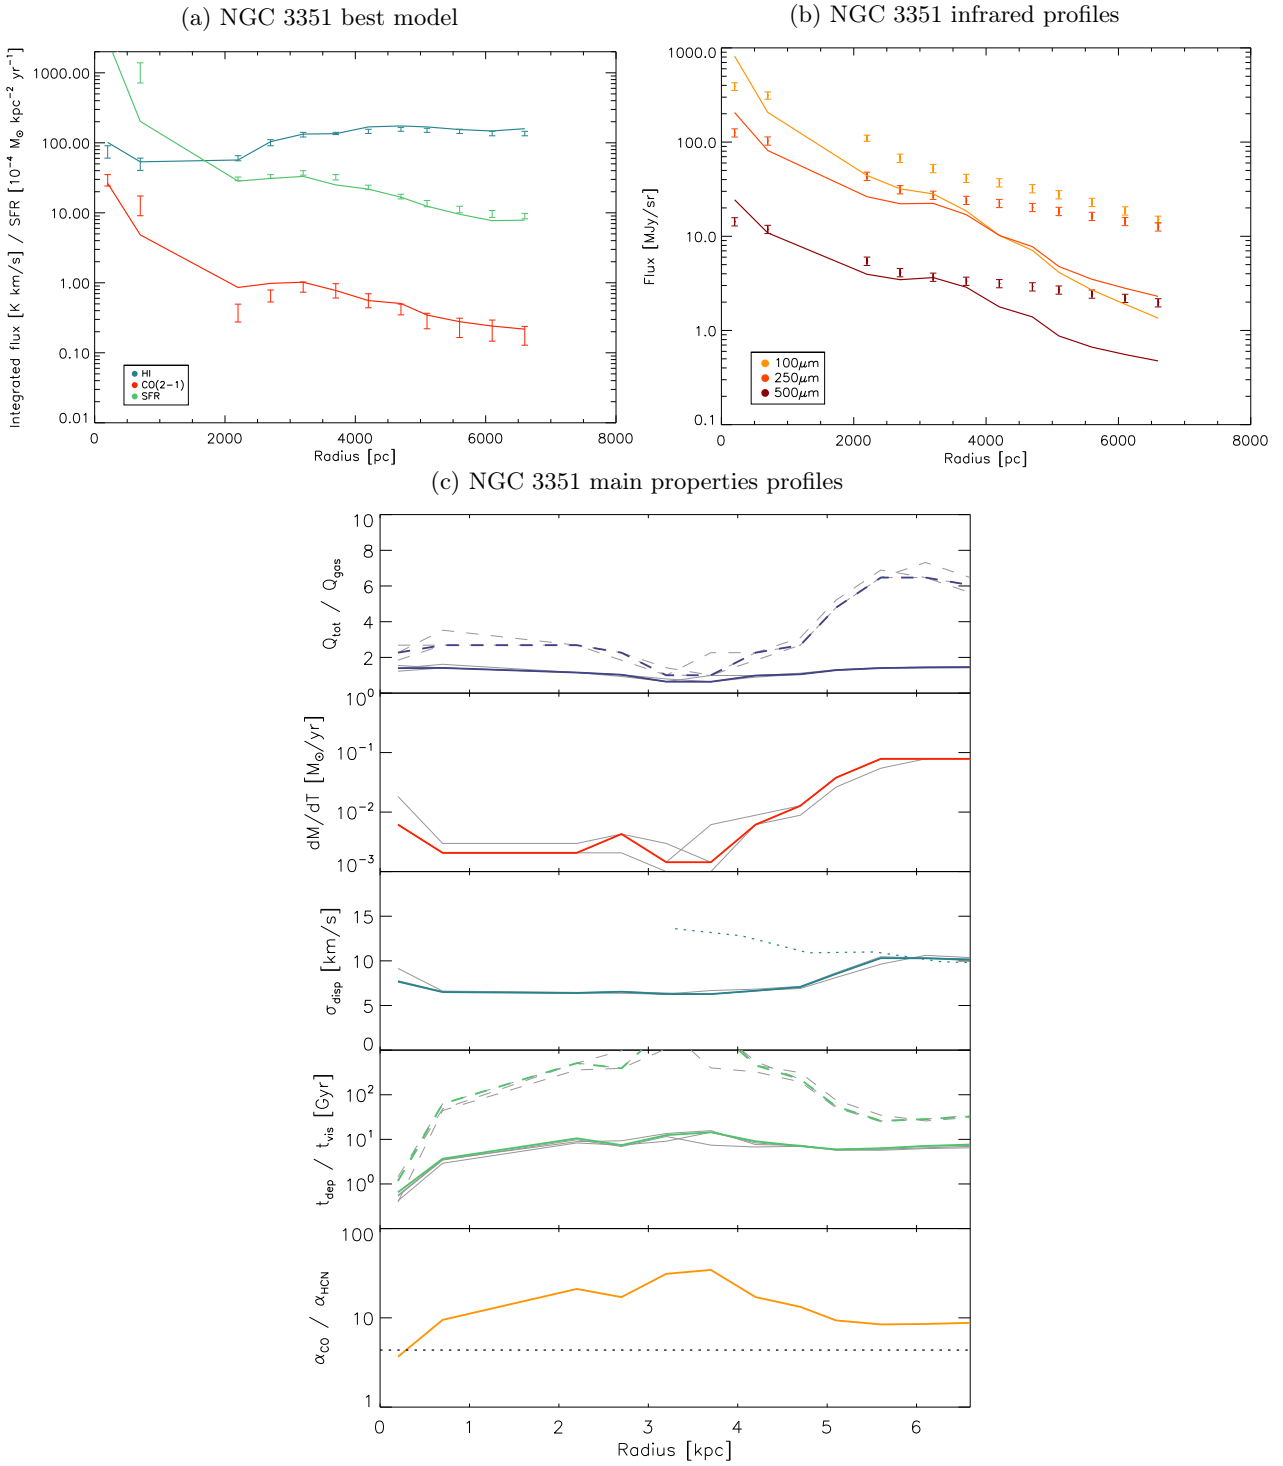 (a) NGC 3351 best model
Integrated flux [K km/s] / SFR [10⁻⁴ M⊙ kpc⁻² yr⁻¹]
1000.00
100.00
10.00
1.00
0.10
0.01
HI
CO(2−1)
SFR
0 2000 4000 6000 8000
Radius [pc]
(b) NGC 3351 infrared profiles
Flux [MJy/sr]
1000.0
100.0
10.0
1.0
0.1
100μm
250μm
500μm
0 2000 4000 6000 8000
Radius [pc]
(c) NGC 3351 main properties profiles
Q_tot / Q_gas
10
8
6
4
2
dM/dT [M⊙/yr]
10⁰
10⁻¹
10⁻²
10⁻³
σ_disp [km/s]
15
10
5
0
t_dep / t_vis [Gyr]
10²
10¹
10⁰
α_CO / α_HCN
100
10
1
0 1 2 3 4 5 6
Radius [kpc]